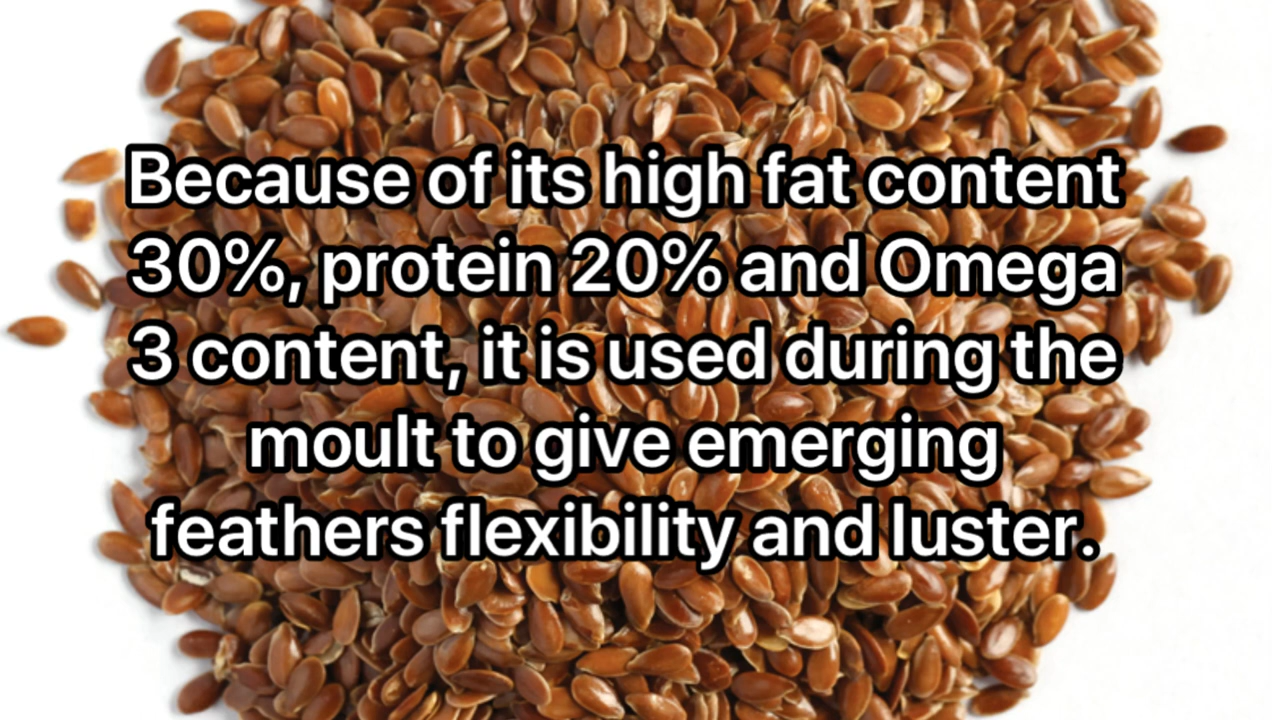 Because of its high fat content
30%, protein 20% and Omega
3 content, it is used during the
moult to give emerging
feathers flexibility and luster.